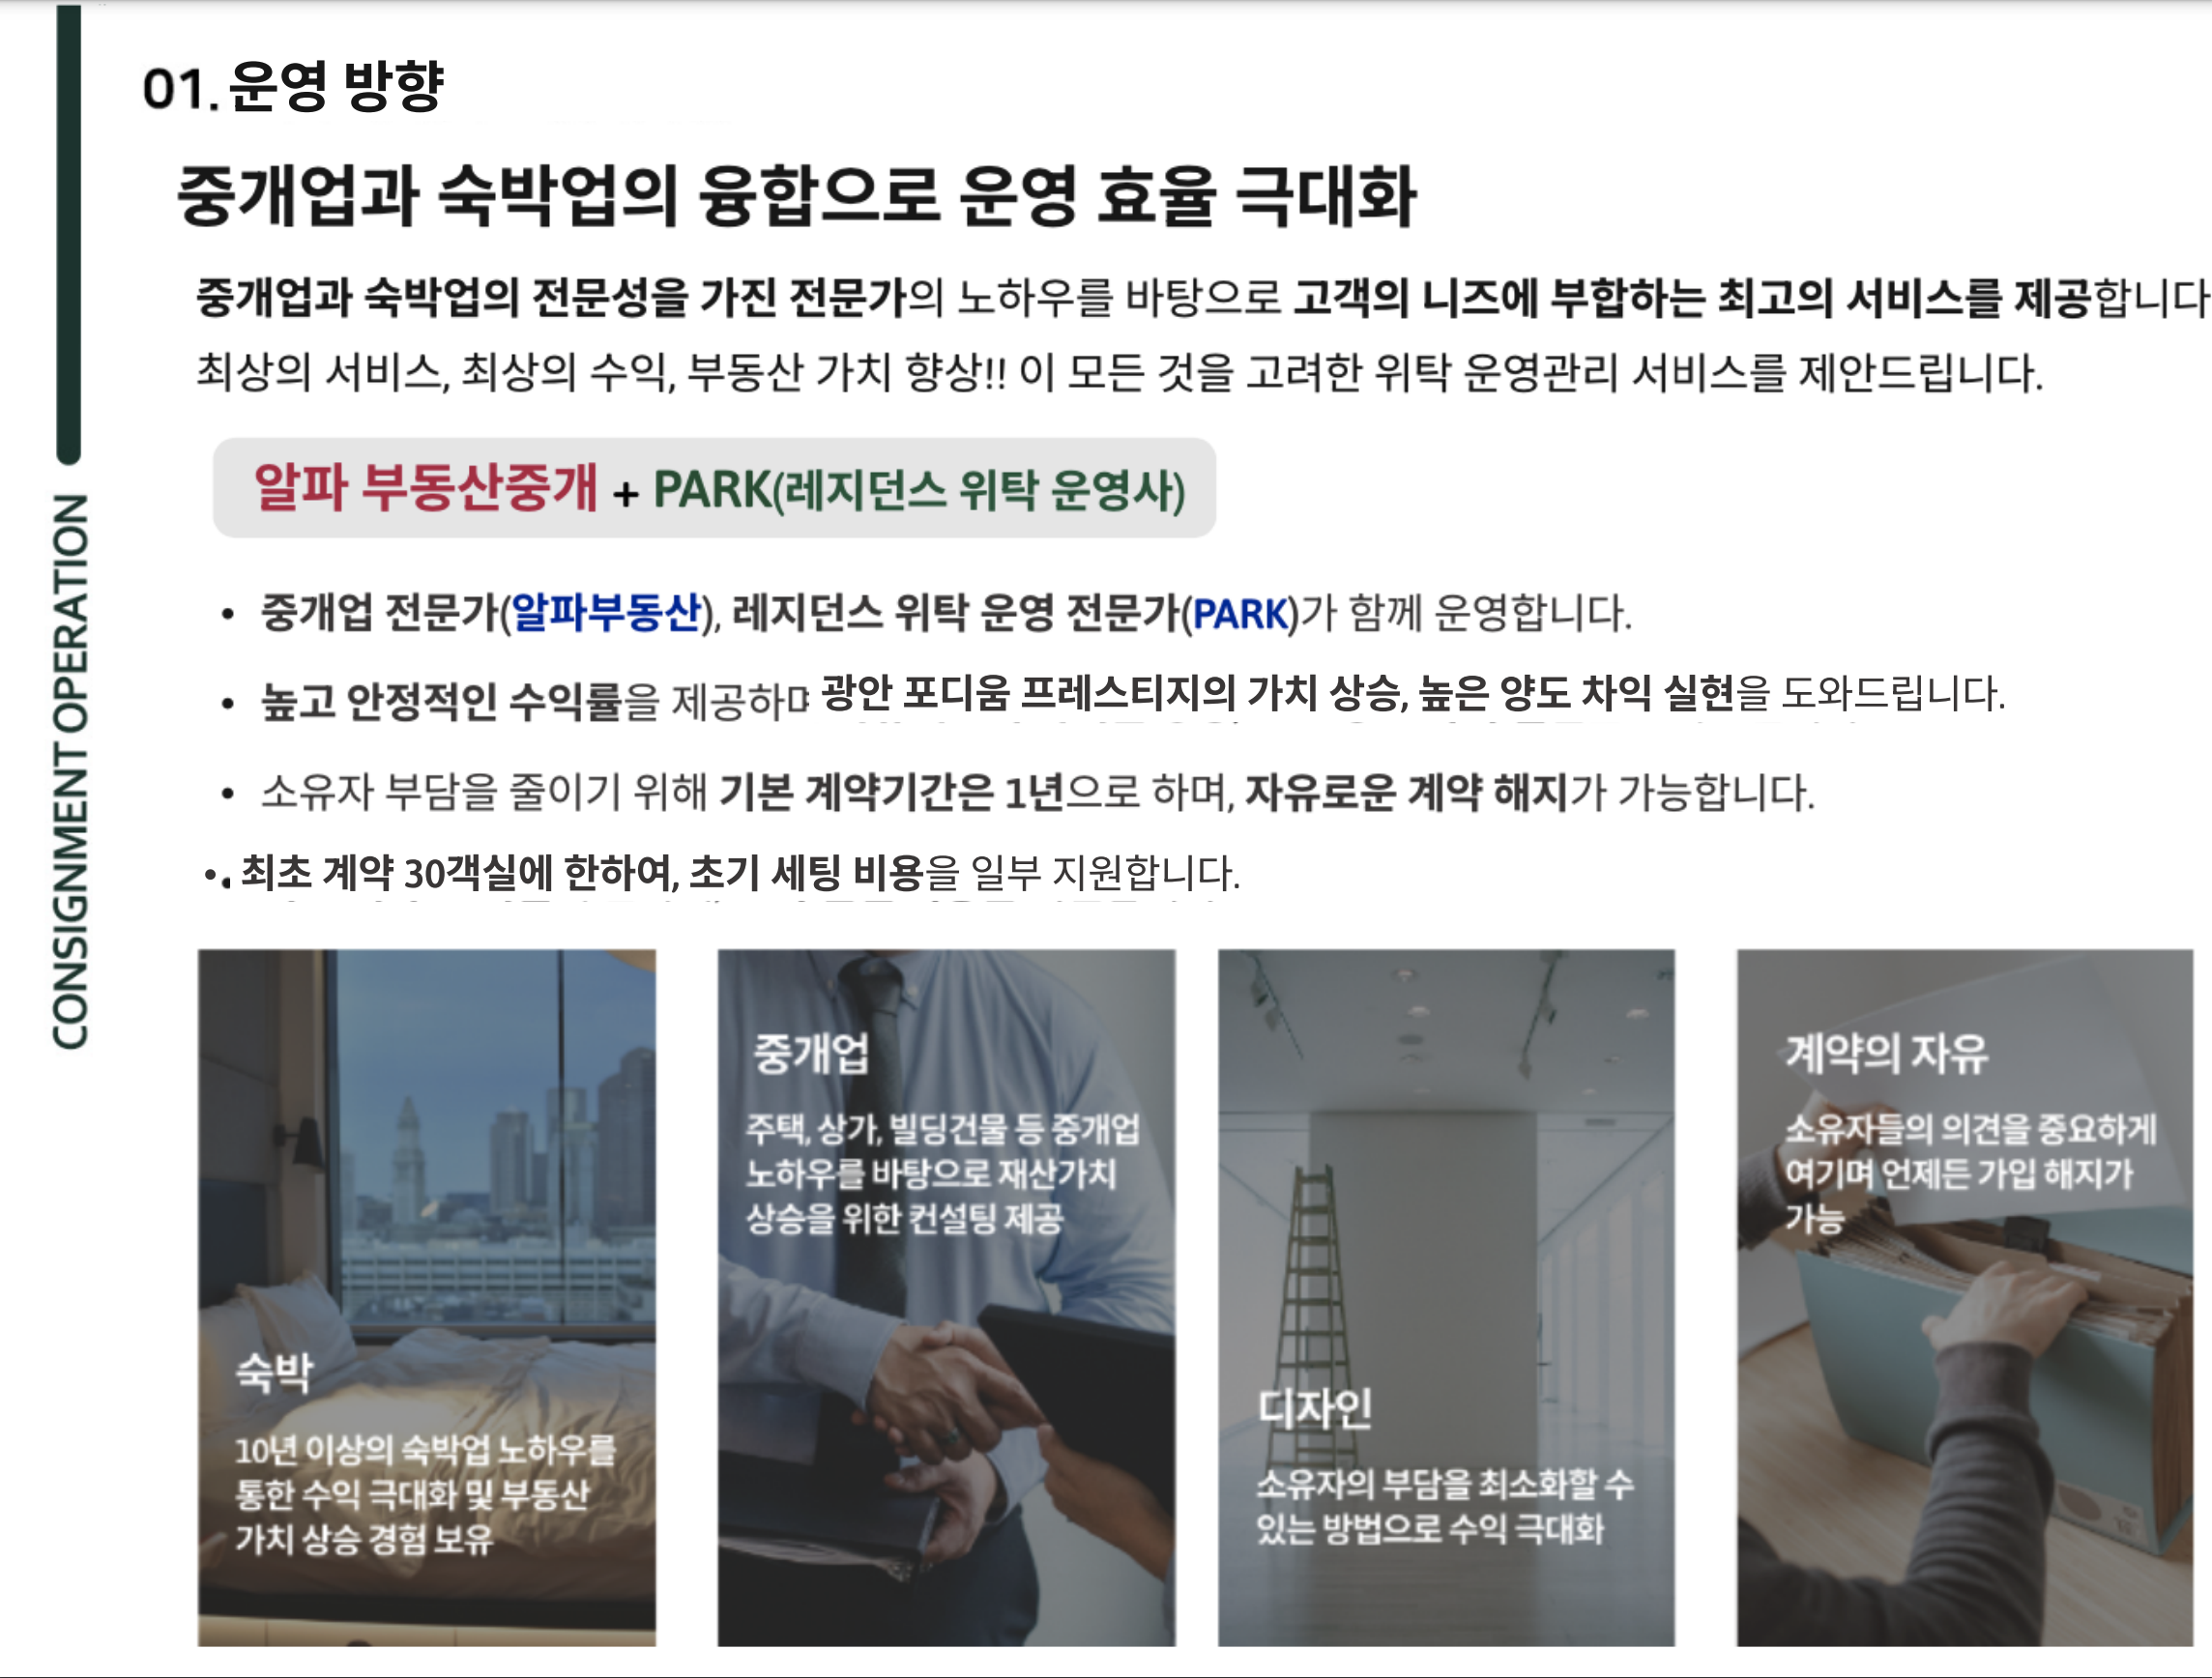 01. 운영 방향
중개업과 숙박업의 융합으로 운영 효율 극대화
중개업과 숙박업의 전문성을 가진 전문가의 노하우를 바탕으로 고객의 니즈에 부합하는 최고의 서비스를 제공합니다
최상의 서비스, 최상의 수익, 부동산 가치 향상!! 이 모든 것을 고려한 위탁 운영관리 서비스를 제안드립니다.
알파 부동산중개 + PARK(레지던스 위탁 운영사)
• 중개업 전문가(알파부동산), 레지던스 위탁 운영 전문가(PARK)가 함께 운영합니다.
• 높고 안정적인 수익률을 제공하며 광안 포디움 프레스티지의 가치 상승, 높은 양도 차익 실현을 도와드립니다.
• 소유자 부담을 줄이기 위해 기본 계약기간은 1년으로 하며, 자유로운 계약 해지가 가능합니다.
• 최초 계약 30객실에 한하여, 초기 세팅 비용을 일부 지원합니다.
CONSIGNMENT OPERATION
숙박
10년 이상의 숙박업 노하우를
통한 수익 극대화 및 부동산
가치 상승 경험 보유
중개업
주택, 상가, 빌딩건물 등 중개업
노하우를 바탕으로 재산가치
상승을 위한 컨설팅 제공
디자인
소유자의 부담을 최소화할 수
있는 방법으로 수익 극대화
계약의 자유
소유자들의 의견을 중요하게
여기며 언제든 가입 해지가
가능